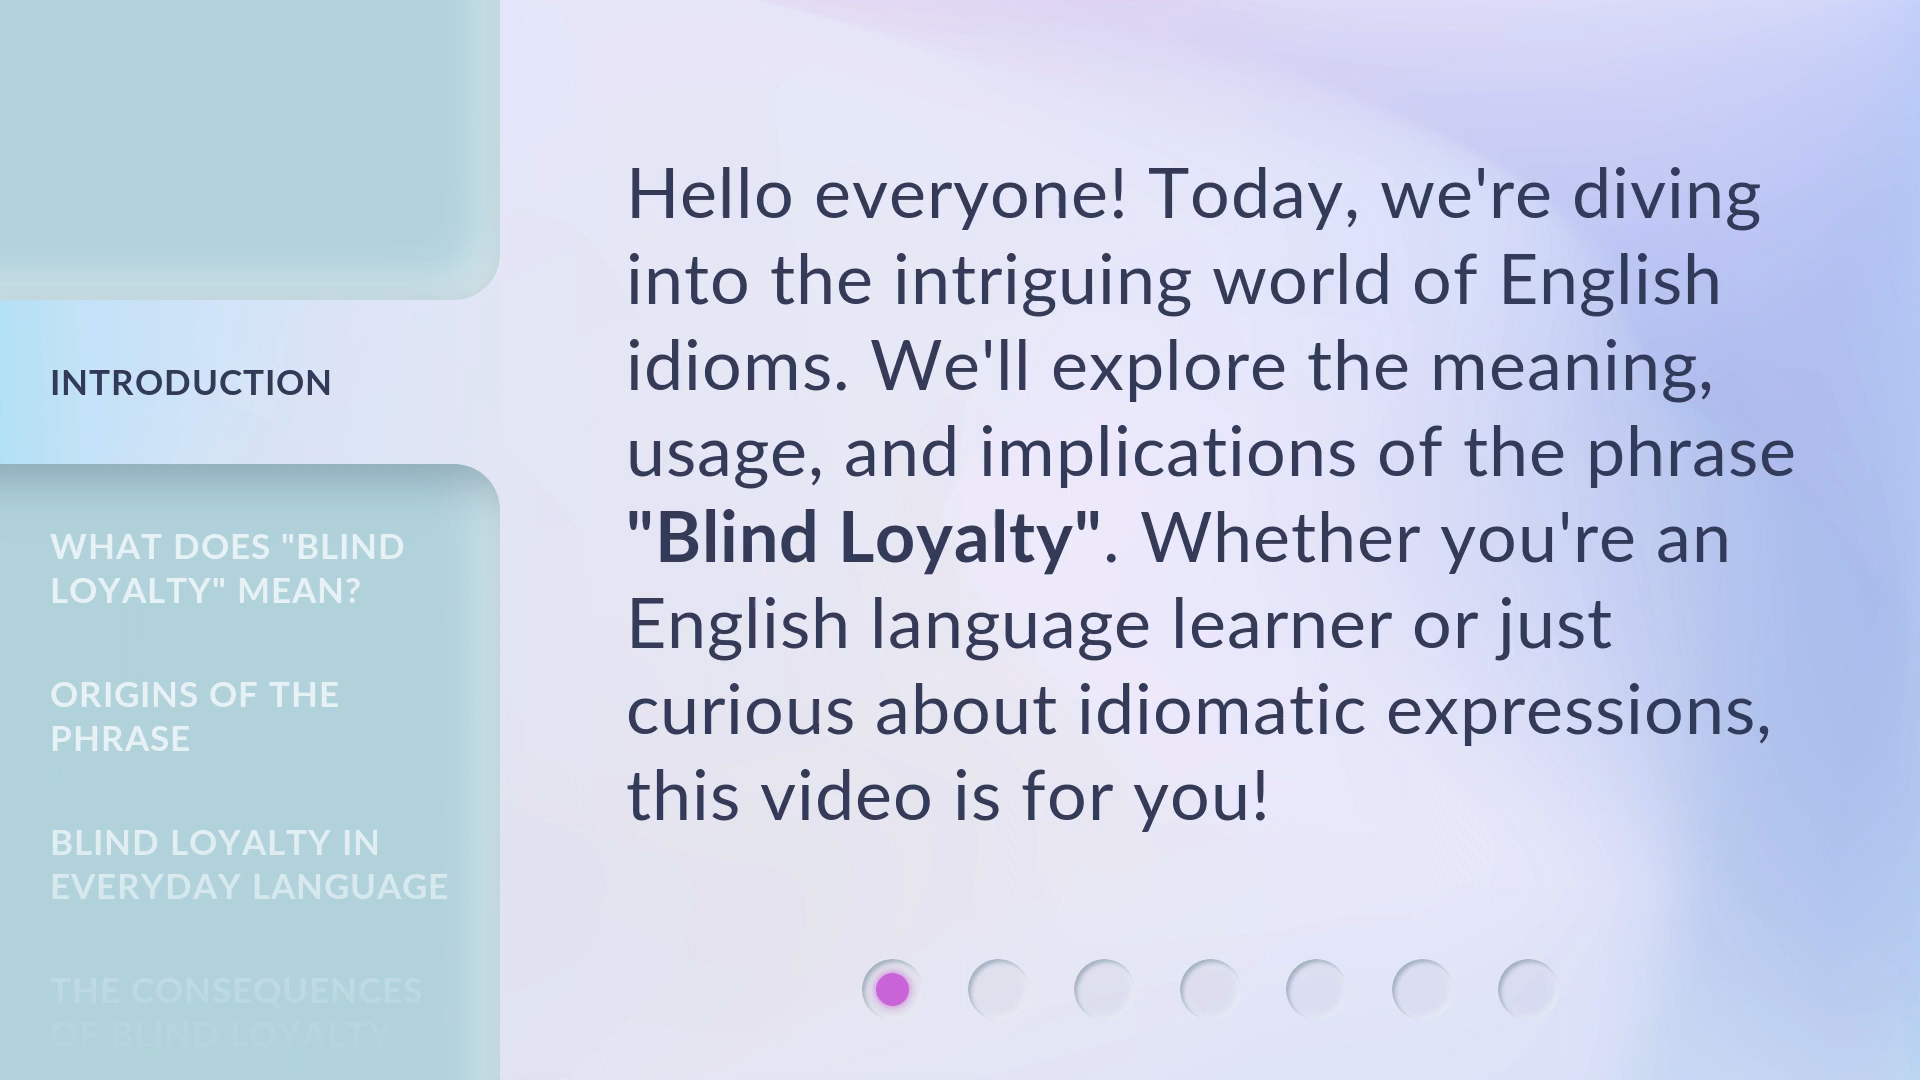 INTRODUCTION
WHAT DOES "BLIND
LOYALTY" MEAN?
ORIGINS OF THE
PHRASE
BLIND LOYALTY IN
EVERYDAY LANGUAGE
THE CONSEQUENCES
OF BLIND LOYALTY
Hello everyone! Today, we're diving
into the intriguing world of English
idioms. We'll explore the meaning,
usage, and implications of the phrase
"Blind Loyalty". Whether you're an
English language learner or just
curious about idiomatic expressions,
this video is for you!